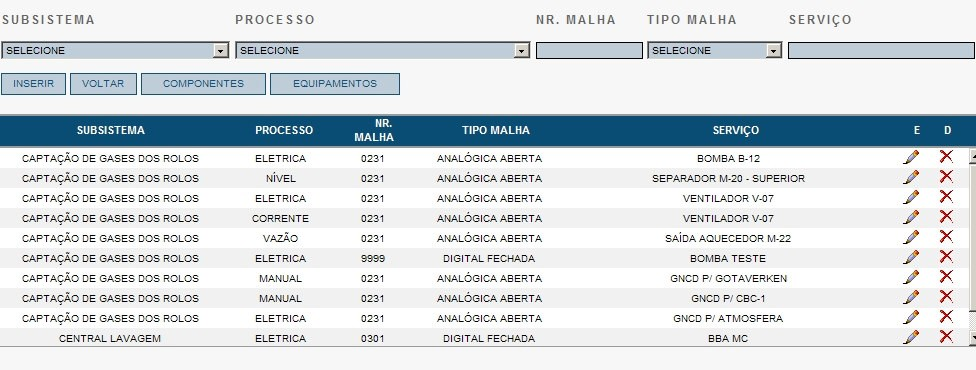 SUBSISTEMA PROCESSO NR. MALHA TIPO MALHA SERVIÇO
SELECIONE SELECIONE SELECIONE
INSERIR VOLTAR COMPONENTES EQUIPAMENTOS
SUBSISTEMA PROCESSO NR. MALHA TIPO MALHA SERVIÇO E D
CAPTAÇÃO DE GASES DOS ROLOS ELETRICA 0231 ANALÓGICA ABERTA BOMBA B-12
CAPTAÇÃO DE GASES DOS ROLOS NÍVEL 0231 ANALÓGICA ABERTA SEPARADOR M-20 - SUPERIOR
CAPTAÇÃO DE GASES DOS ROLOS ELETRICA 0231 ANALÓGICA ABERTA VENTILADOR V-07
CAPTAÇÃO DE GASES DOS ROLOS CORRENTE 0231 ANALÓGICA ABERTA VENTILADOR V-07
CAPTAÇÃO DE GASES DOS ROLOS VAZÃO 0231 ANALÓGICA ABERTA SAÍDA AQUECEDOR M-22
CAPTAÇÃO DE GASES DOS ROLOS ELETRICA 9999 DIGITAL FECHADA BOMBA TESTE
CAPTAÇÃO DE GASES DOS ROLOS MANUAL 0231 ANALÓGICA ABERTA GNCD P/ GOTAVERKEN
CAPTAÇÃO DE GASES DOS ROLOS MANUAL 0231 ANALÓGICA ABERTA GNCD P/ CBC-1
CAPTAÇÃO DE GASES DOS ROLOS ELETRICA 0231 ANALÓGICA ABERTA GNCD P/ ATMOSFERA
CENTRAL LAVAGEM ELETRICA 0301 DIGITAL FECHADA BBA MC